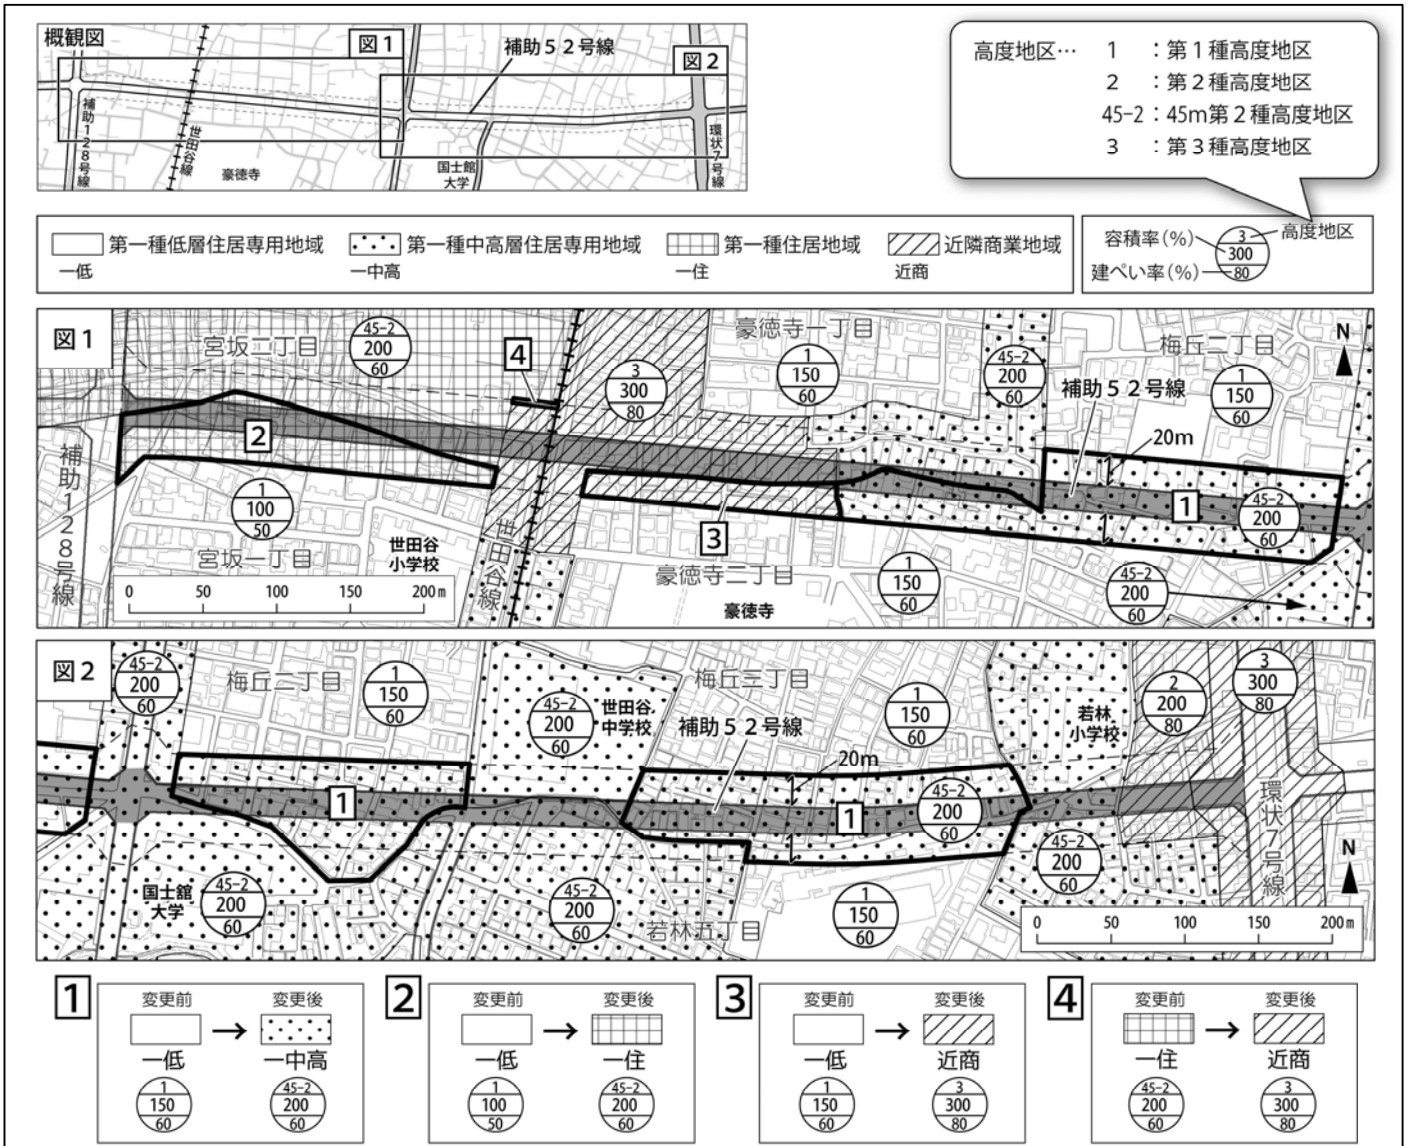 概観図
図1
補助52号線
図2
補助128号線
世田谷線
豪徳寺
国士館
大学
環状7号線
高度地区… 1 :第1種高度地区
2 :第2種高度地区
45-2:45m第2種高度地区
3 :第3種高度地区
第一種低層住居専用地域
一低
第一種中高層住居専用地域
一中高
第一種住居地域
一住
近隣商業地域
近商
容積率(%)
建ぺい率(%)
3
300
80
高度地区
図1
宮坂二丁目
45-2
200
60
4
3
300
80
豪徳寺一丁目
1
150
60
45-2
200
60
梅丘二丁目
1
150
60
N
補助52号線
20m
2
補助128号線
1
100
50
宮坂一丁目
世田谷
小学校
世田谷線
3
豪徳寺二丁目
豪徳寺
1
150
60
45-2
200
60
1
45-2
200
60
0 50 100 150 200m
図2
45-2
200
60
梅丘二丁目
1
150
60
45-2
200
60
世田谷
中学校
梅丘三丁目
補助52号線
1
150
60
20m
若林
小学校
2
200
80
3
300
80
1
1
45-2
200
60
環状7号線
国士舘
大学
45-2
200
60
45-2
200
60
若林五丁目
1
150
60
45-2
200
60
N
0 50 100 150 200m
1
変更前 変更後
→
一低 一中高
1
150
60
45-2
200
60
2
変更前 変更後
→
一低 一住
1
100
50
45-2
200
60
3
変更前 変更後
→
一低 近商
1
150
60
3
300
80
4
変更前 変更後
→
一住 近商
45-2
200
60
3
300
80